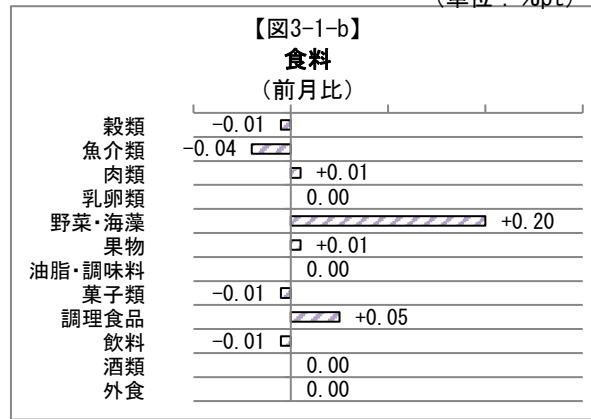 (単位：%pt)
【図3-1-b】
食料
(前月比)
穀類 -0.01
魚介類 -0.04
肉類 +0.01
乳卵類 0.00
野菜・海藻 +0.20
果物 +0.01
油脂・調味料 0.00
菓子類 -0.01
調理食品 +0.05
飲料 -0.01
酒類 0.00
外食 0.00